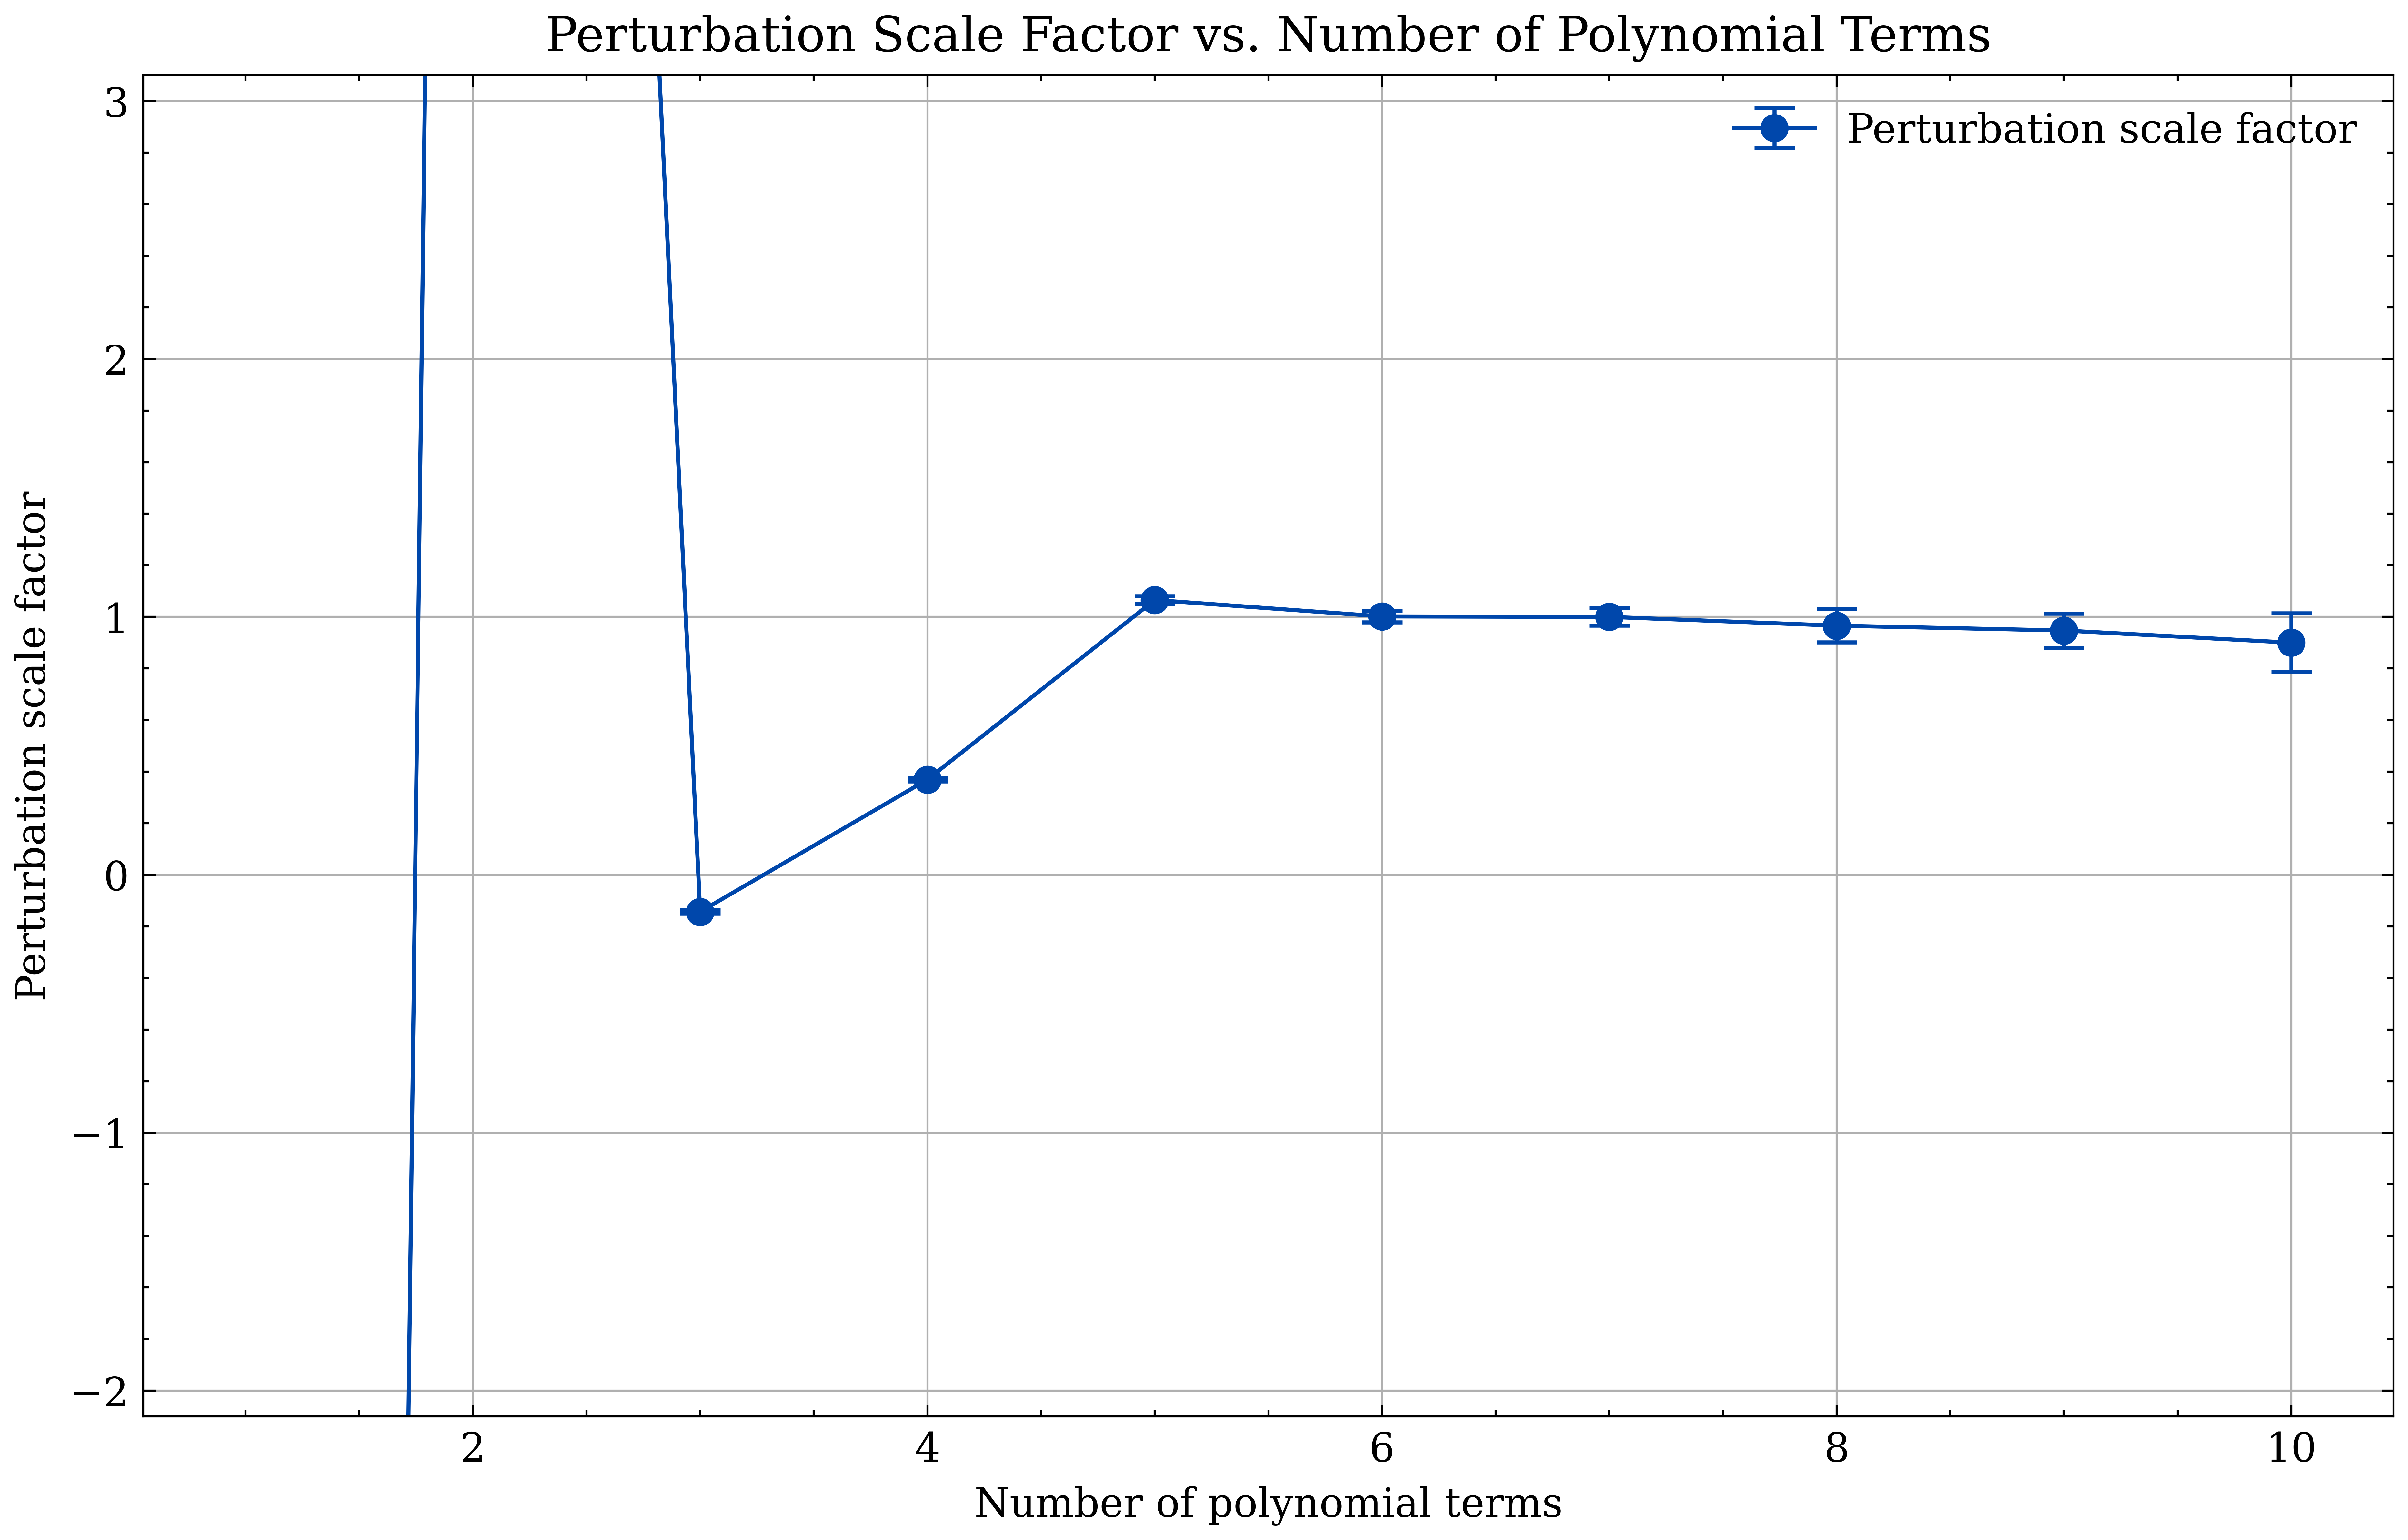 Perturbation Scale Factor vs. Number of Polynomial Terms
Perturbation scale factor
3
2
1
0
−1
−2
Perturbation scale factor
2
4
6
8
10
Number of polynomial terms